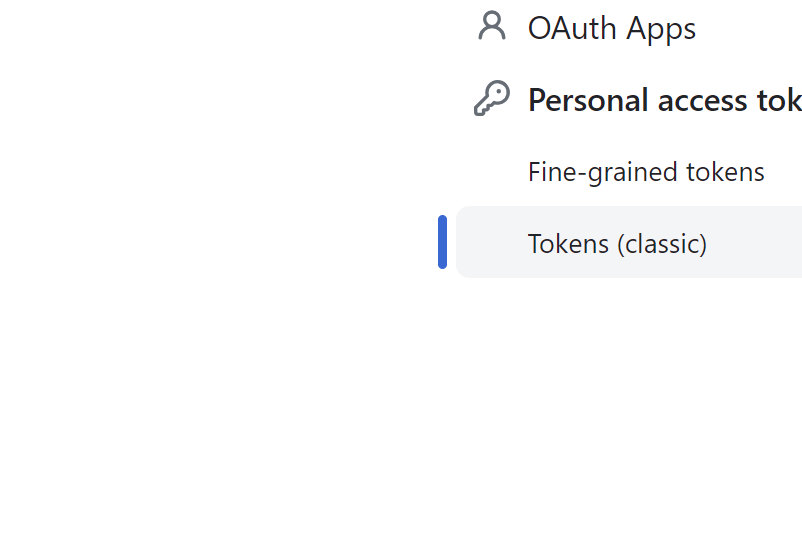 OAuth Apps
Personal access tok
Fine-grained tokens
Tokens (classic)